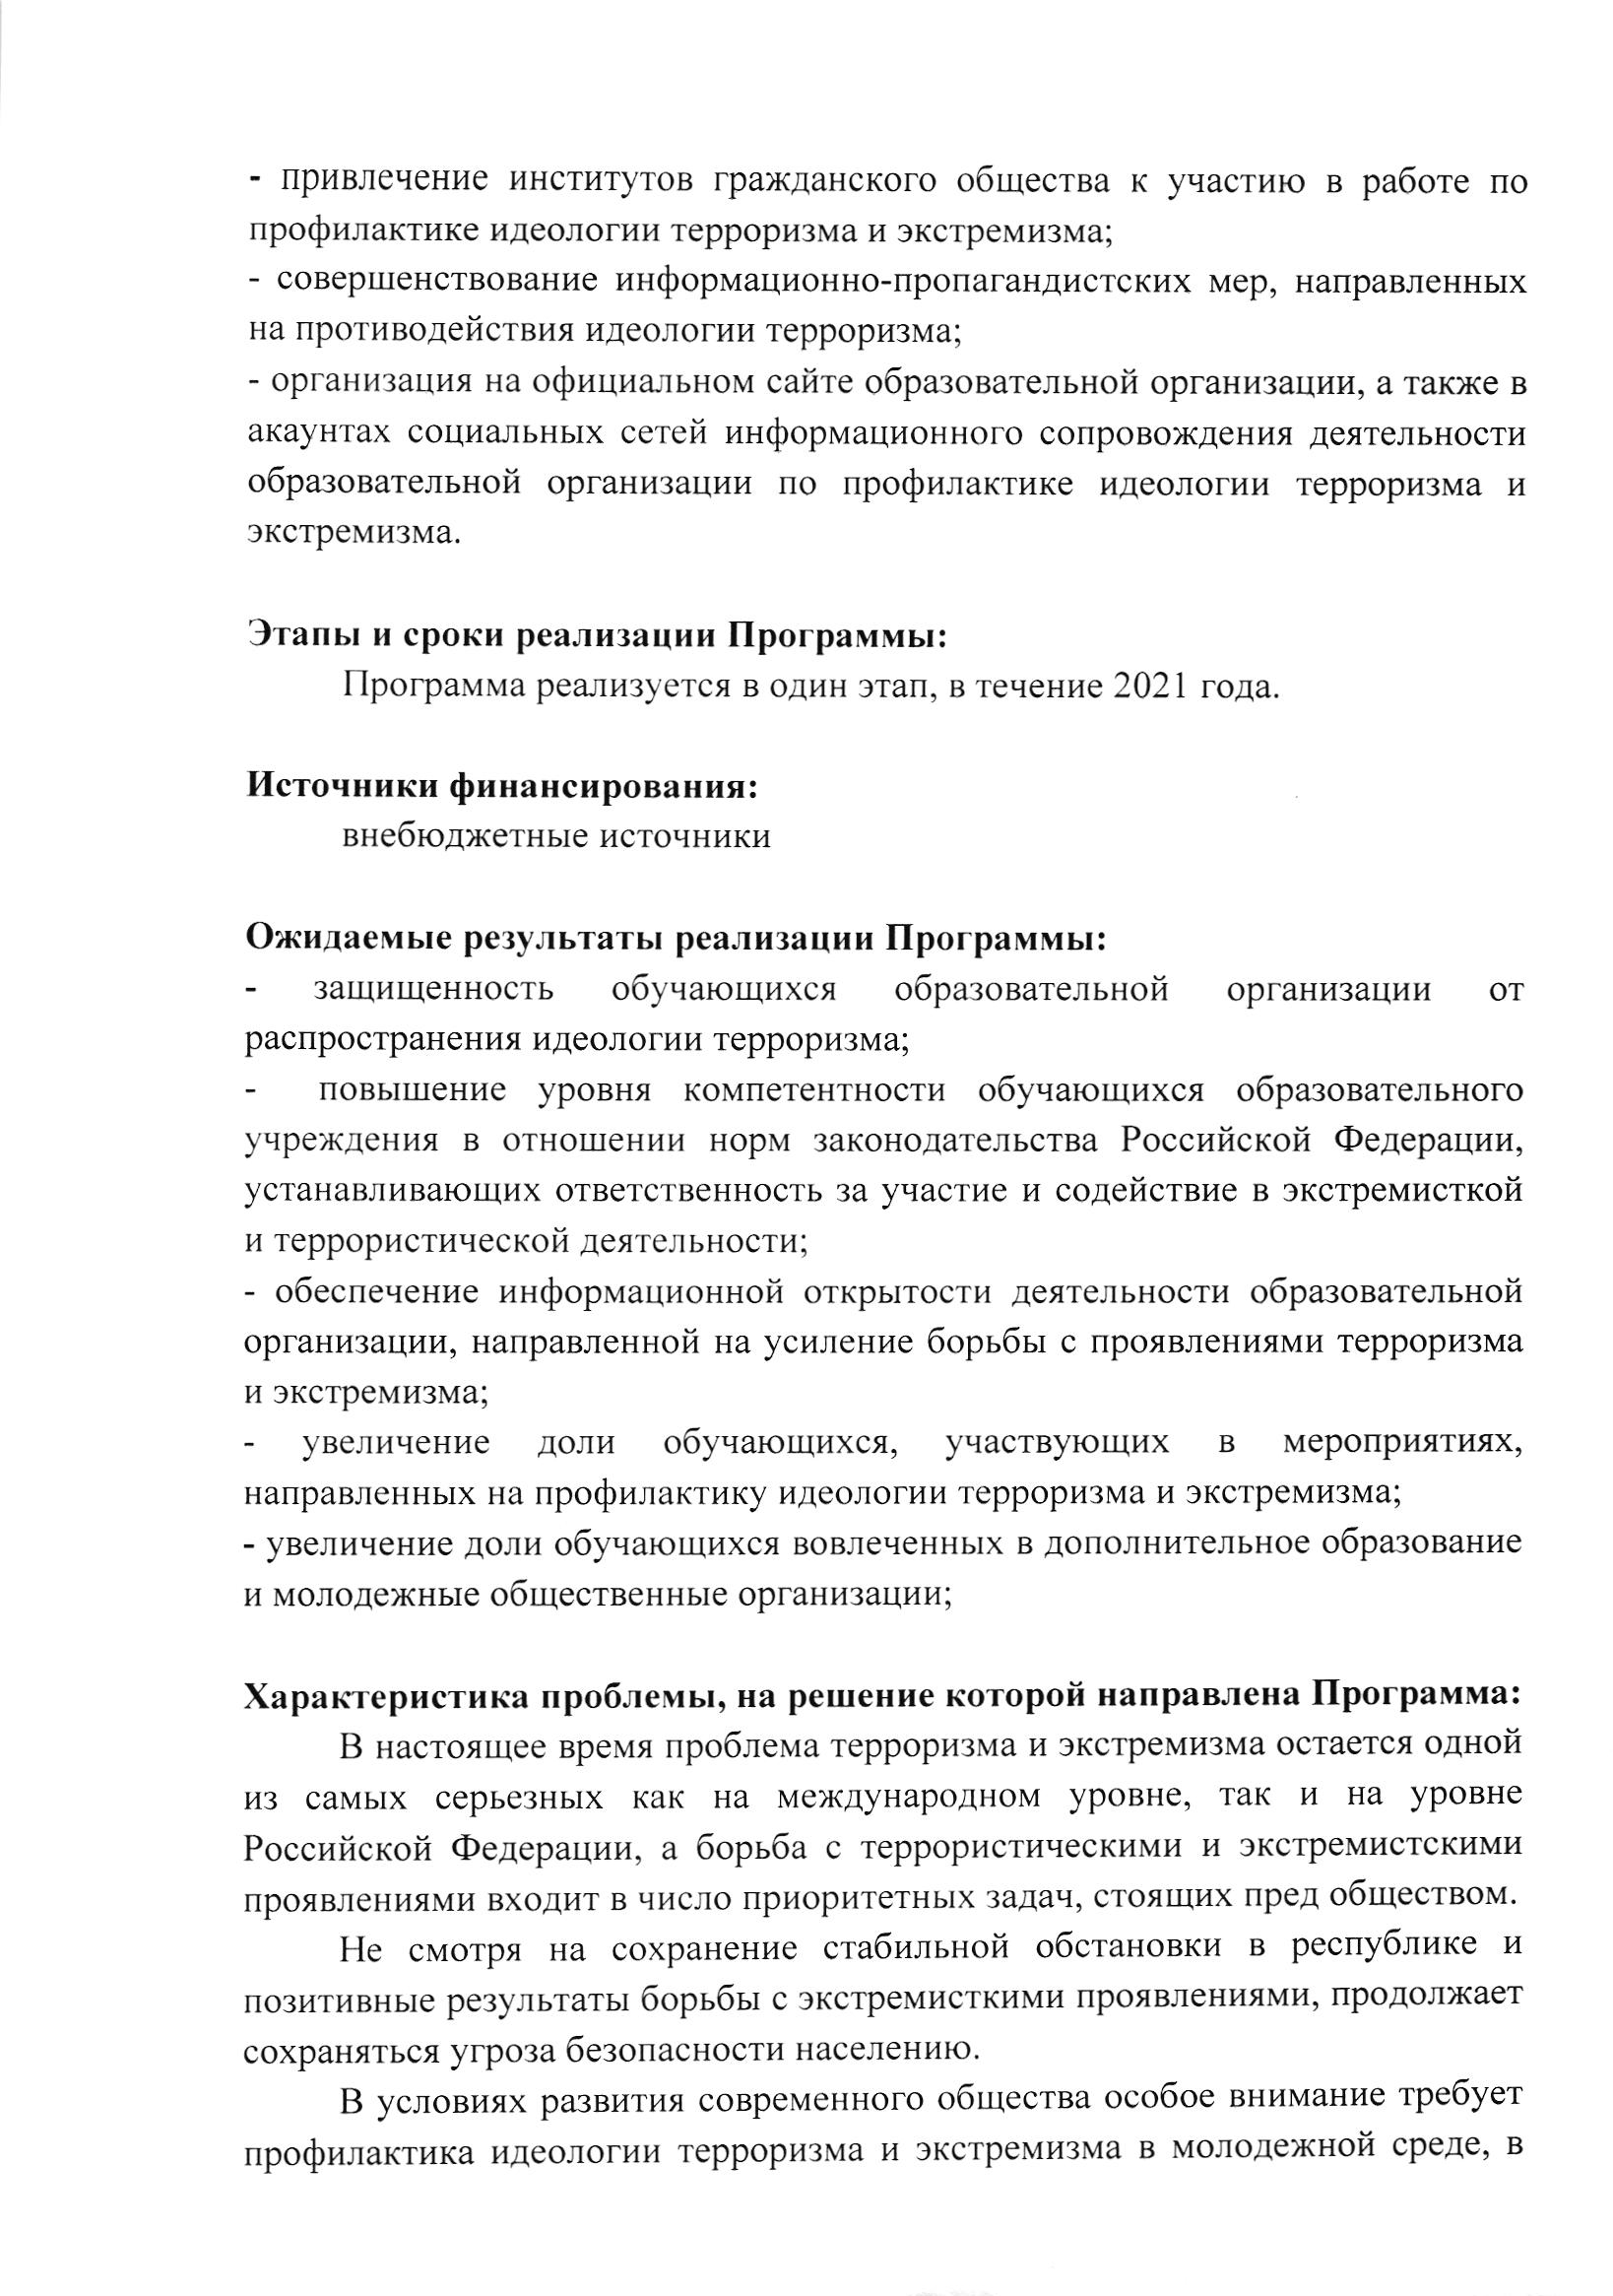 - привлечение институтов гражданского общества к участию в работе по
профилактике идеологии терроризма и экстремизма;
- совершенствование информационно-пропагандистских мер, направленных
на противодействия идеологии терроризма;
- организация на официальном сайте образовательной организации, а также в
акаунтах социальных сетей информационного сопровождения деятельности
образовательной организации по профилактике идеологии терроризма и
экстремизма.
Этапы и сроки реализации Программы:
Программа реализуется в один этап, в течение 2021 года.
Источники финансирования:
внебюджетные источники
Ожидаемые результаты реализации Программы:
- защищенность обучающихся образовательной организации от
распространения идеологии терроризма;
- повышение уровня компетентности обучающихся образовательного
учреждения в отношении норм законодательства Российской Федерации,
устанавливающих ответственность за участие и содействие в экстремисткой
и террористической деятельности;
- обеспечение информационной открытости деятельности образовательной
организации, направленной на усиление борьбы с проявлениями терроризма
и экстремизма;
- увеличение доли обучающихся, участвующих в мероприятиях,
направленных на профилактику идеологии терроризма и экстремизма;
- увеличение доли обучающихся вовлеченных в дополнительное образование
и молодежные общественные организации;
Характеристика проблемы, на решение которой направлена Программа:
В настоящее время проблема терроризма и экстремизма остается одной
из самых серьезных как на международном уровне, так и на уровне
Российской Федерации, а борьба с террористическими и экстремистскими
проявлениями входит в число приоритетных задач, стоящих пред обществом.
Не смотря на сохранение стабильной обстановки в республике и
позитивные результаты борьбы с экстремисткими проявлениями, продолжает
сохраняться угроза безопасности населению.
В условиях развития современного общества особое внимание требует
профилактика идеологии терроризма и экстремизма в молодежной среде, в